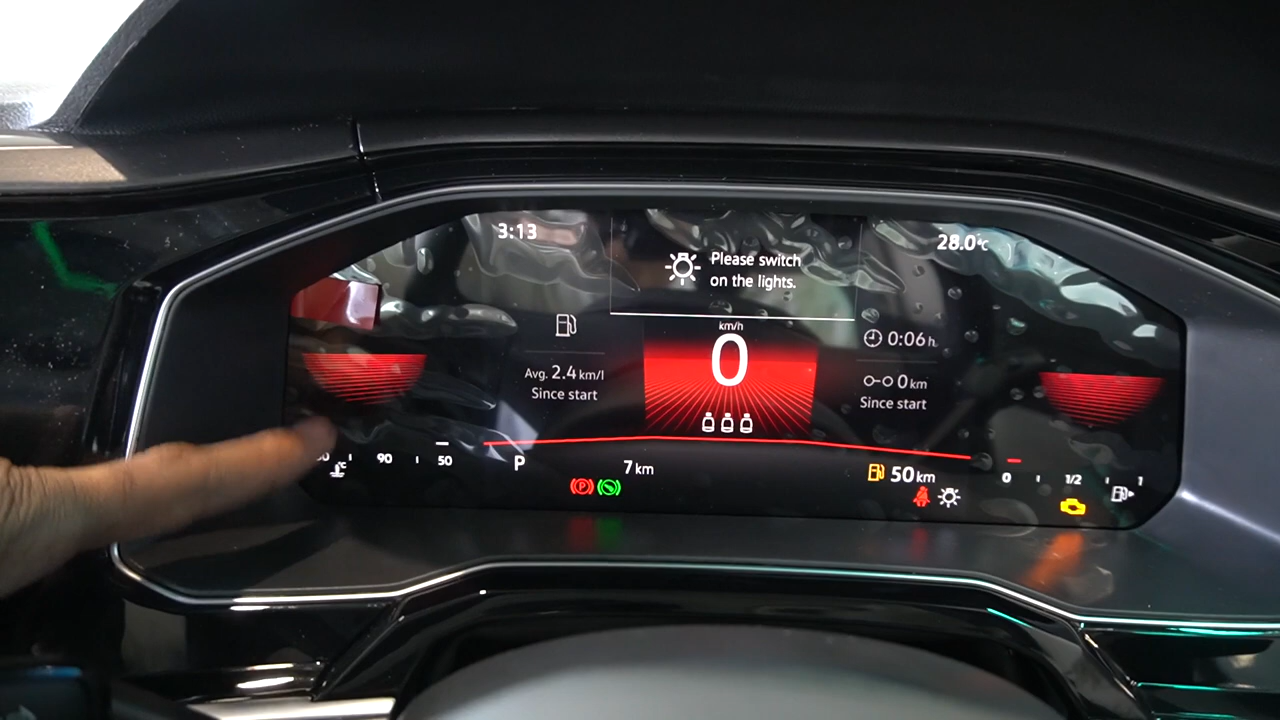 3:13
28.0°C
Please switch
on the lights.
km/h
0
0:06 h
Avg. 2.4 km/l
Since start
0 km
Since start
90
50
P
7 km
50 km
0
1/2
1
P